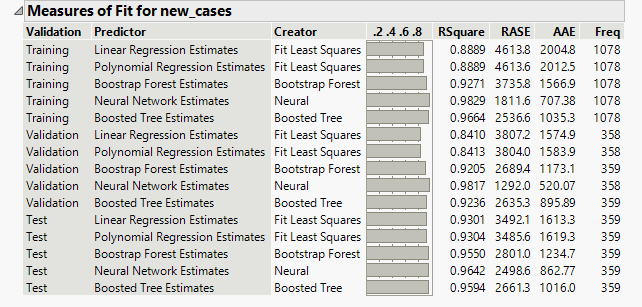 Measures of Fit for new_cases
Validation Predictor Creator .2 .4 .6 .8 RSquare RASE AAE Freq
Training Linear Regression Estimates Fit Least Squares 0.8889 4613.8 2004.8 1078
Training Polynomial Regression Estimates Fit Least Squares 0.8889 4613.6 2012.5 1078
Training Boostrap Forest Estimates Bootstrap Forest 0.9271 3735.8 1566.9 1078
Training Neural Network Estimates Neural 0.9829 1811.6 707.38 1078
Training Boosted Tree Estimates Boosted Tree 0.9664 2536.6 1035.3 1078
Validation Linear Regression Estimates Fit Least Squares 0.8410 3807.2 1574.9 358
Validation Polynomial Regression Estimates Fit Least Squares 0.8413 3804.0 1583.9 358
Validation Boostrap Forest Estimates Bootstrap Forest 0.9205 2689.4 1173.1 359
Validation Neural Network Estimates Neural 0.9817 1292.0 520.07 358
Validation Boosted Tree Estimates Boosted Tree 0.9236 2635.3 895.89 359
Test Linear Regression Estimates Fit Least Squares 0.9301 3492.1 1613.3 359
Test Polynomial Regression Estimates Fit Least Squares 0.9304 3485.6 1619.3 359
Test Boostrap Forest Estimates Bootstrap Forest 0.9550 2801.0 1234.7 359
Test Neural Network Estimates Neural 0.9642 2498.6 862.77 359
Test Boosted Tree Estimates Boosted Tree 0.9594 2661.3 1016.0 359